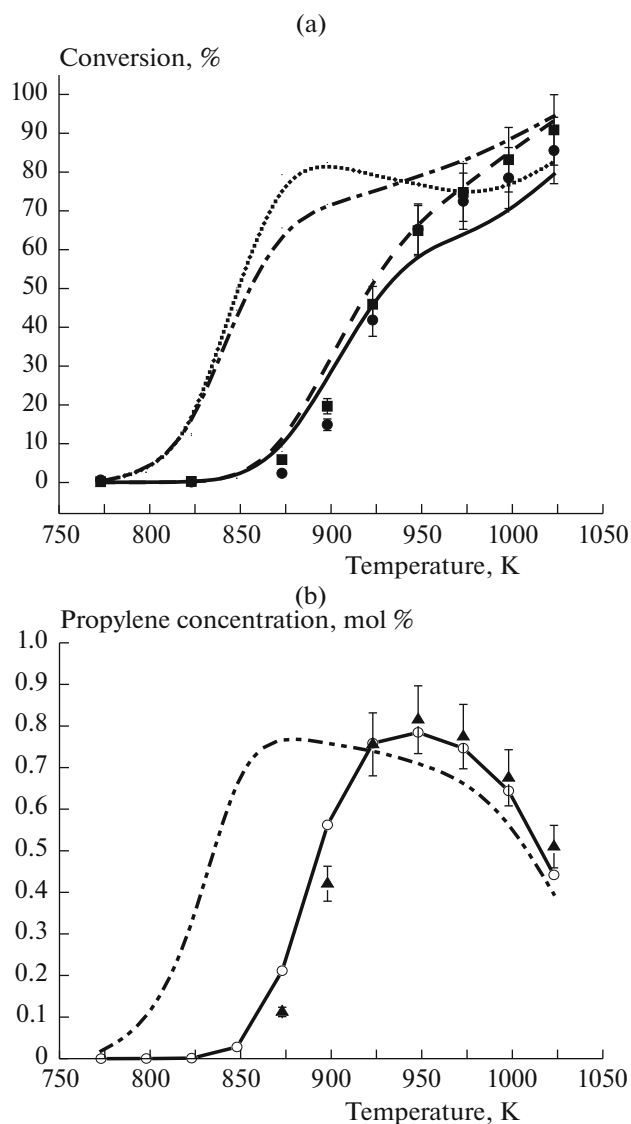 (a)
Conversion, %
100
90
80
70
60
50
40
30
20
10
0
750 800 850 900 950 1000 1050
Temperature, K
(b)
Propylene concentration, mol %
1.0
0.9
0.8
0.7
0.6
0.5
0.4
0.3
0.2
0.1
0
750 800 850 900 950 1000 1050
Temperature, K